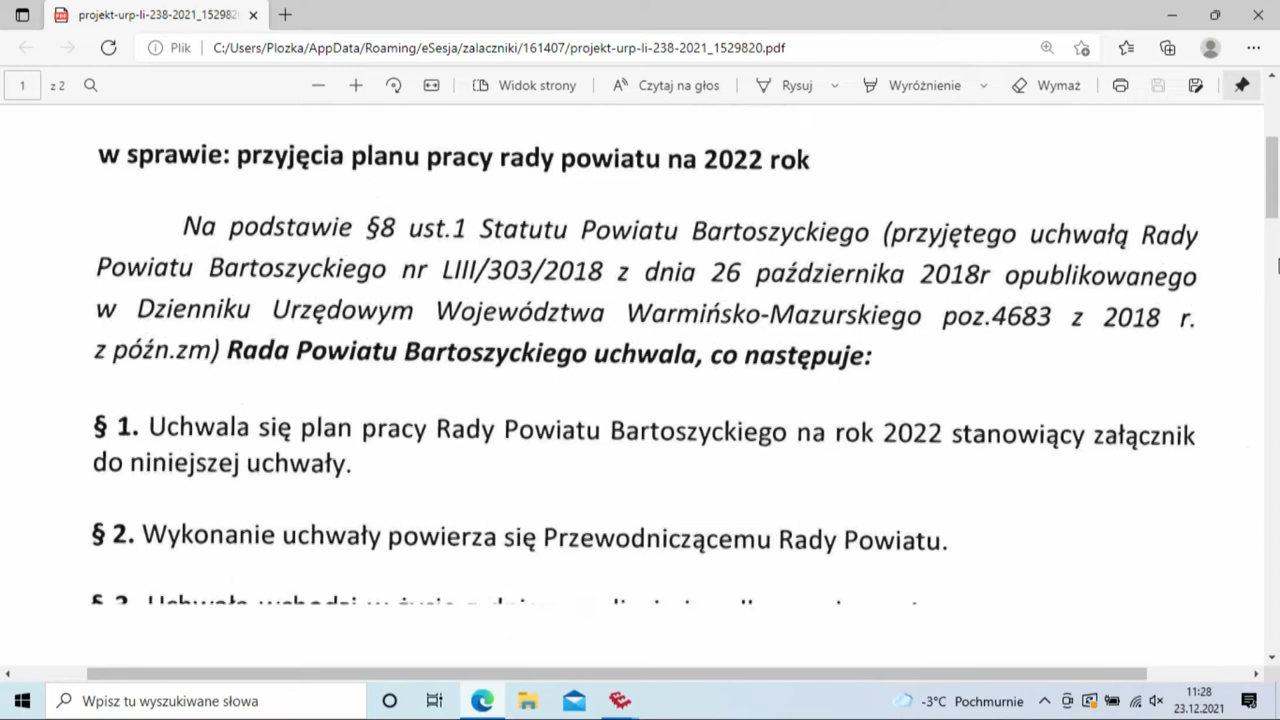 projekt-urp-li-238-2021_152982
Plik C:/Users/Plozka/AppData/Roaming/eSesja/zalaczniki/161407/projekt-urp-li-238-2021_1529820.pdf
1 z 2 Widok strony Czytaj na głos Rysuj Wyróżnienie Wymaż
w sprawie: przyjęcia planu pracy rady powiatu na 2022 rok
Na podstawie §8 ust.1 Statutu Powiatu Bartoszyckiego (przyjętego uchwałą Rady
Powiatu Bartoszyckiego nr LIII/303/2018 z dnia 26 października 2018r opublikowanego
w Dzienniku Urzędowym Województwa Warmińsko-Mazurskiego poz.4683 z 2018 r.
z późn.zm) Rada Powiatu Bartoszyckiego uchwala, co następuje:
§ 1. Uchwala się plan pracy Rady Powiatu Bartoszyckiego na rok 2022 stanowiący załącznik
do niniejszej uchwały.
§ 2. Wykonanie uchwały powierza się Przewodniczącemu Rady Powiatu.
Wpisz tu wyszukiwane słowa
-3°C Pochmurnie
11:28
23.12.2021